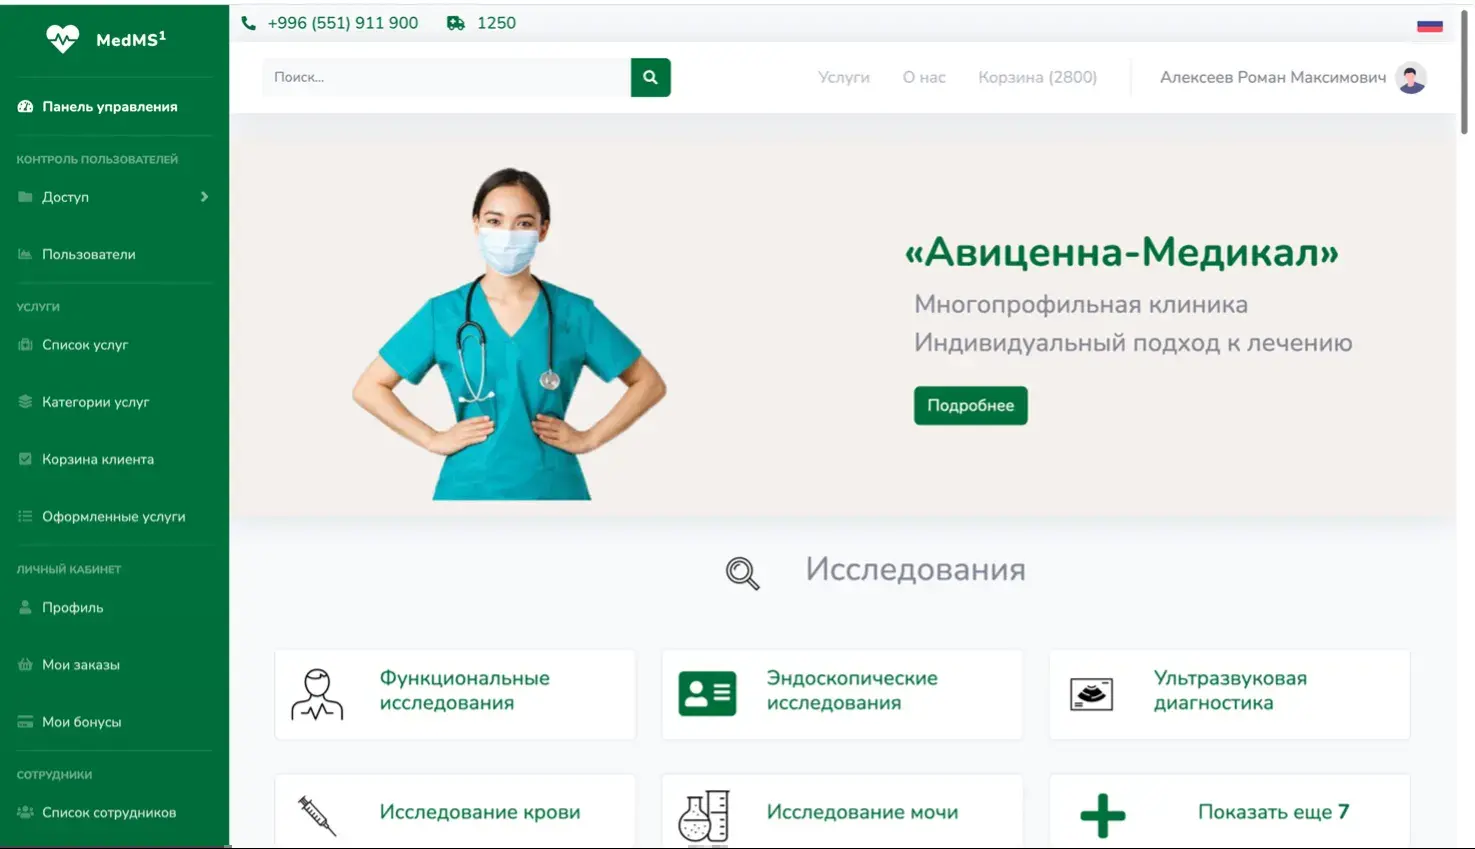 MedMS¹
Панель управления
КОНТРОЛЬ ПОЛЬЗОВАТЕЛЕЙ
Доступ
Пользователи
УСЛУГИ
Список услуг
Категории услуг
Корзина клиента
Оформленные услуги
ЛИЧНЫЙ КАБИНЕТ
Профиль
Мои заказы
Мои бонусы
СОТРУДНИКИ
Список сотрудников
+996 (551) 911 900 1250
Поиск...
Услуги О нас Корзина (2800) Алексеев Роман Максимович
«Авиценна-Медикал»
Многопрофильная клиника
Индивидуальный подход к лечению
Подробнее
Исследования
Функциональные
исследования
Эндоскопические
исследования
Ультразвуковая
диагностика
Исследование крови
Исследование мочи
Показать еще 7